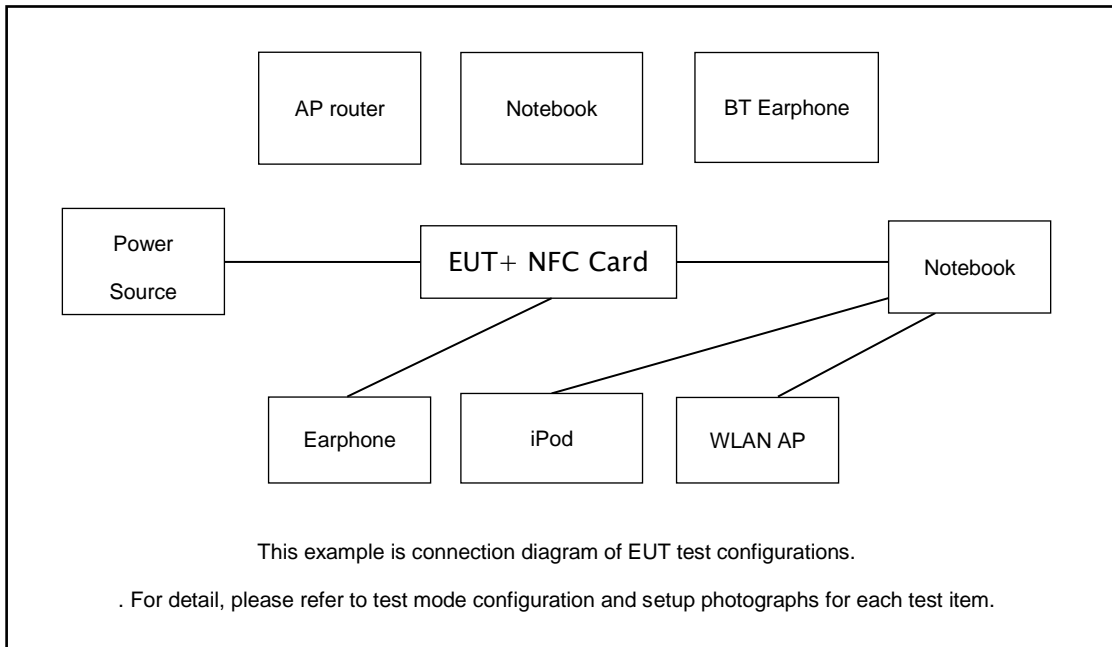 AP router
Notebook
BT Earphone
Power
Source
EUT+ NFC Card
Notebook
Earphone
iPod
WLAN AP
This example is connection diagram of EUT test configurations.
. For detail, please refer to test mode configuration and setup photographs for each test item.